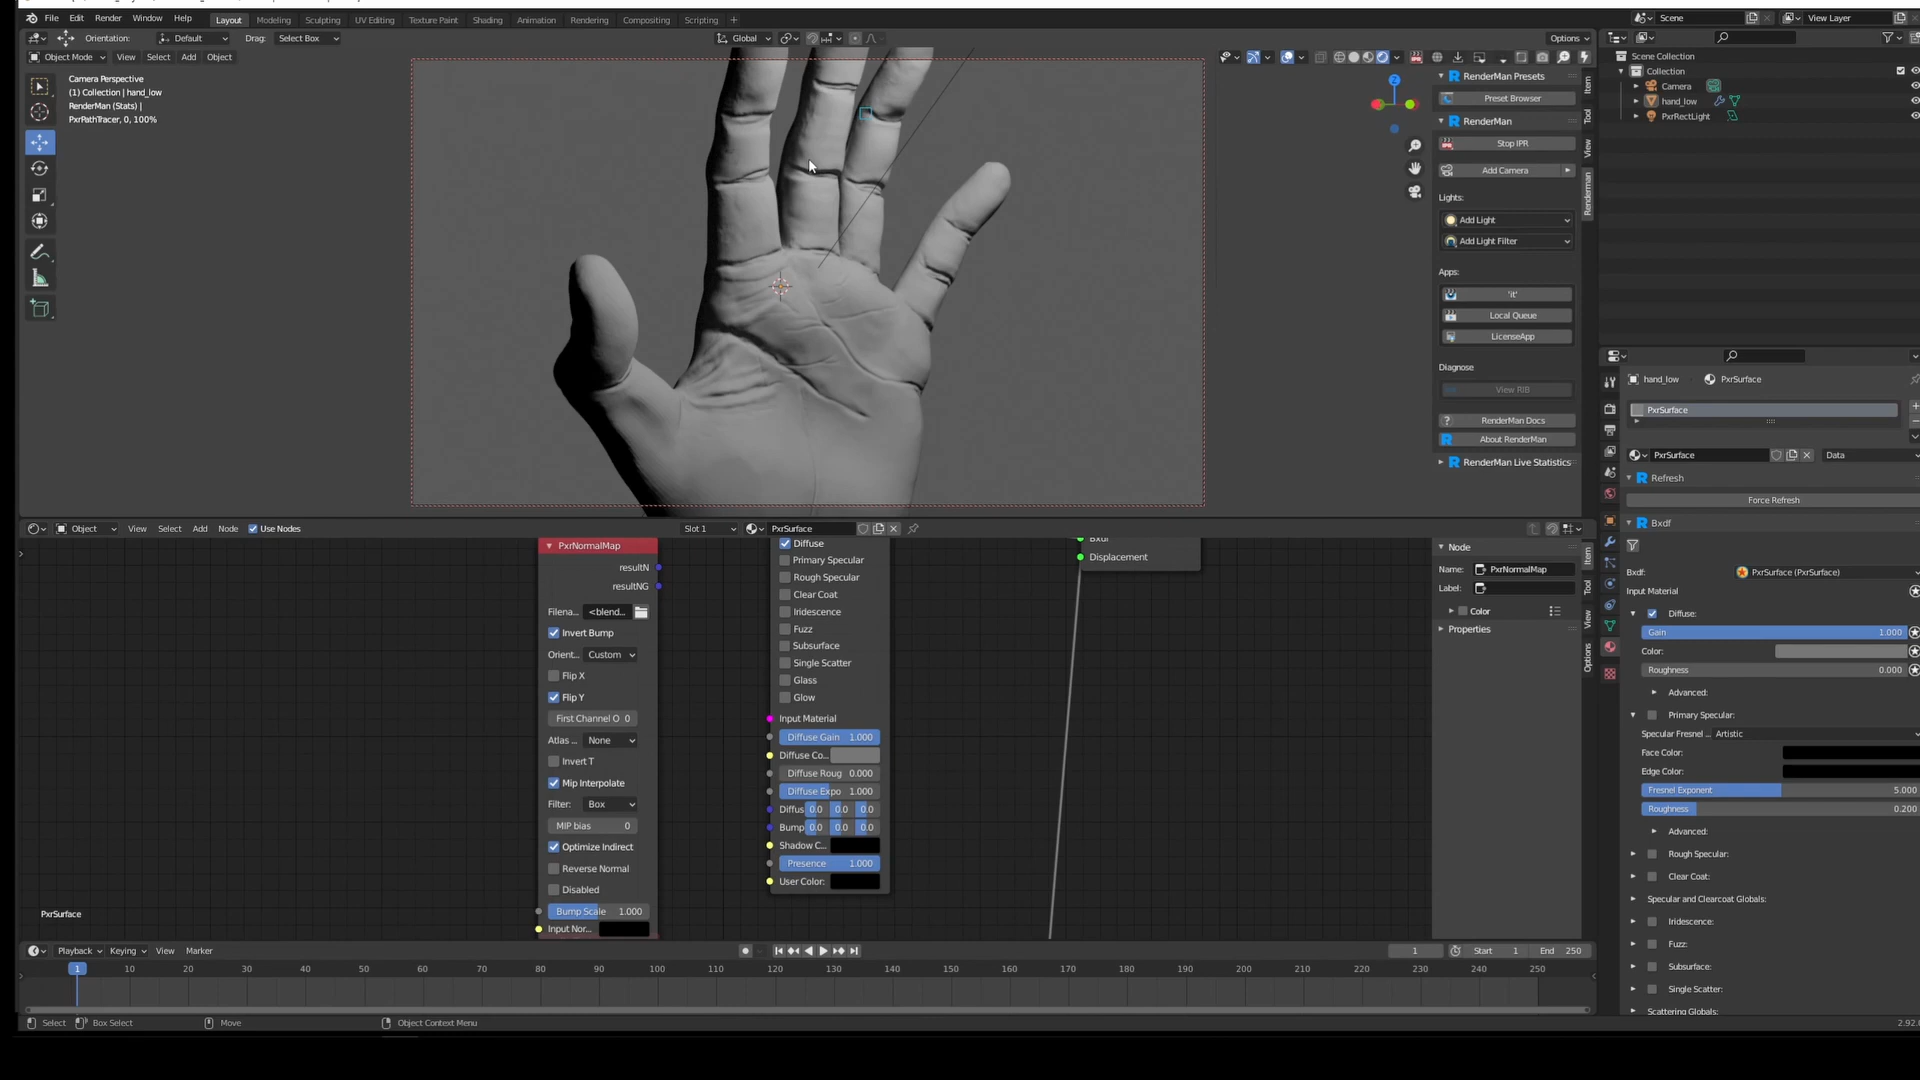 File Edit Render Window Help Layout Modeling Sculpting UV Editing Texture Paint Shading Animation Rendering Compositing Scripting + Scene View Layer
Orientation: Default Drag: Select Box Global Options
Object Mode View Select Add Object
Camera Perspective
(1) Collection | hand_low
RenderMan (Stats) |
PxrPathTracer, 0, 100%
Z
RenderMan Presets
Preset Browser
RenderMan
Stop IPR
Add Camera
Lights:
Add Light
Add Light Filter
Apps:
'it'
Local Queue
LicenseApp
Diagnose
View RIB
RenderMan Docs
About RenderMan
RenderMan Live Statistics
Item
Tool
View
Renderman
Scene Collection
Collection
Camera
hand_low
PxrRectLight
hand_low PxrSurface
PxrSurface
PxrSurface Data
Refresh
Force Refresh
Bxdf
Bxdf: PxrSurface (PxrSurface)
Input Material
Diffuse:
Gain 1.000
Color:
Roughness 0.000
Advanced:
Primary Specular:
Specular Fresnel ... Artistic
Face Color:
Edge Color:
Fresnel Exponent 5.000
Roughness 0.200
Advanced:
Rough Specular:
Clear Coat:
Specular and Clearcoat Globals:
Iridescence:
Fuzz:
Subsurface:
Single Scatter:
Scattering Globals:
Object View Select Add Node Use Nodes Slot 1 PxrSurface
PxrNormalMap
resultN
resultNG
Filena... <blend...
Invert Bump
Orient... Custom
Flip X
Flip Y
First Channel O 0
Atlas ... None
Invert T
Mip Interpolate
Filter: Box
MIP bias 0
Optimize Indirect
Reverse Normal
Disabled
Bump Scale 1.000
Input Nor...
Diffuse
Primary Specular
Rough Specular
Clear Coat
Iridescence
Fuzz
Subsurface
Single Scatter
Glass
Glow
Input Material
Diffuse Gain 1.000
Diffuse Co...
Diffuse Roug 0.000
Diffuse Expo 1.000
Diffus 0.0 0.0 0.0
Bump 0.0 0.0 0.0
Shadow C...
Presence 1.000
User Color:
Bxdf
Displacement
Node
Name: PxrNormalMap
Label:
Color
Properties
Item
Tool
View
Options
PxrSurface
Playback Keying View Marker 1 Start 1 End 250
1 10 20 30 40 50 60 70 80 90 100 110 120 130 140 150 160 170 180 190 200 210 220 230 240 250
Select Box Select Move Object Context Menu 2.92.0